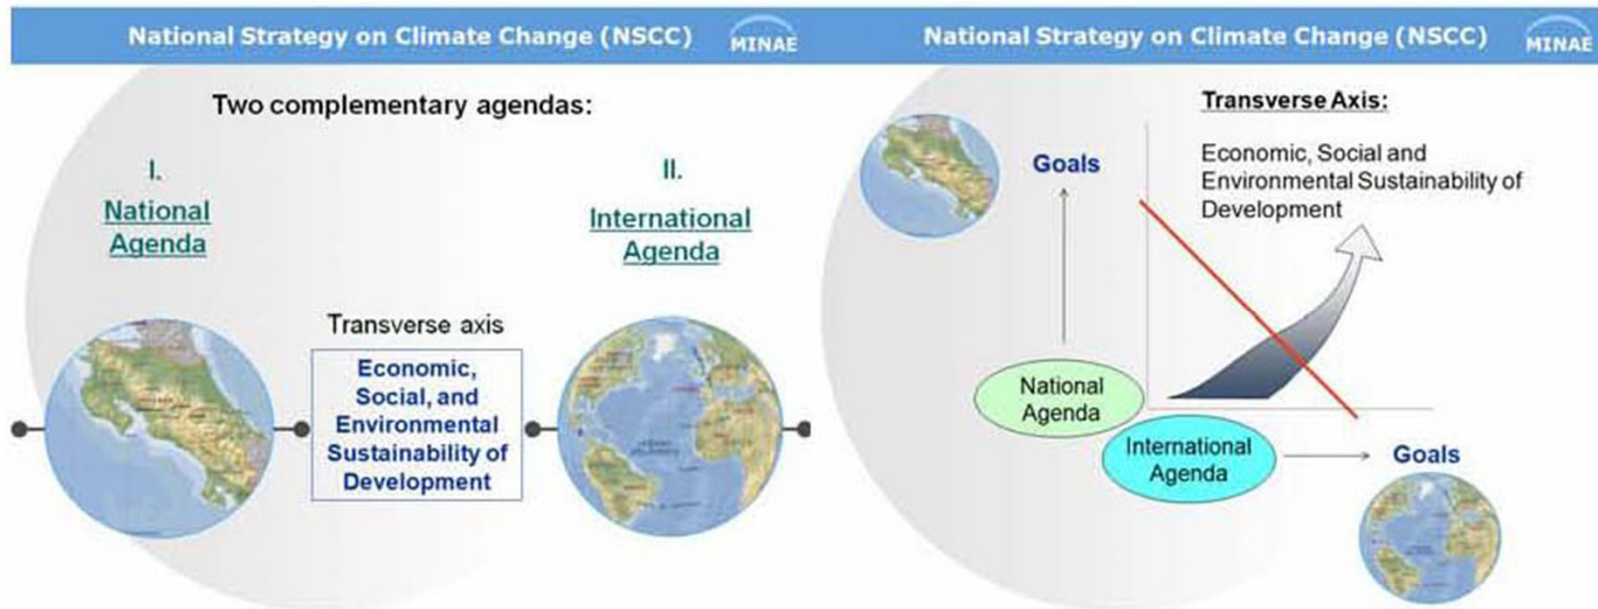 National Strategy on Climate Change (NSCC)
MINAE
Two complementary agendas:
I.
National
Agenda
II.
International
Agenda
Transverse axis
Economic,
Social, and
Environmental
Sustainability of
Development
National Strategy on Climate Change (NSCC)
MINAE
Transverse Axis:
Economic, Social and
Environmental Sustainability of
Development
Goals
National
Agenda
International
Agenda
Goals